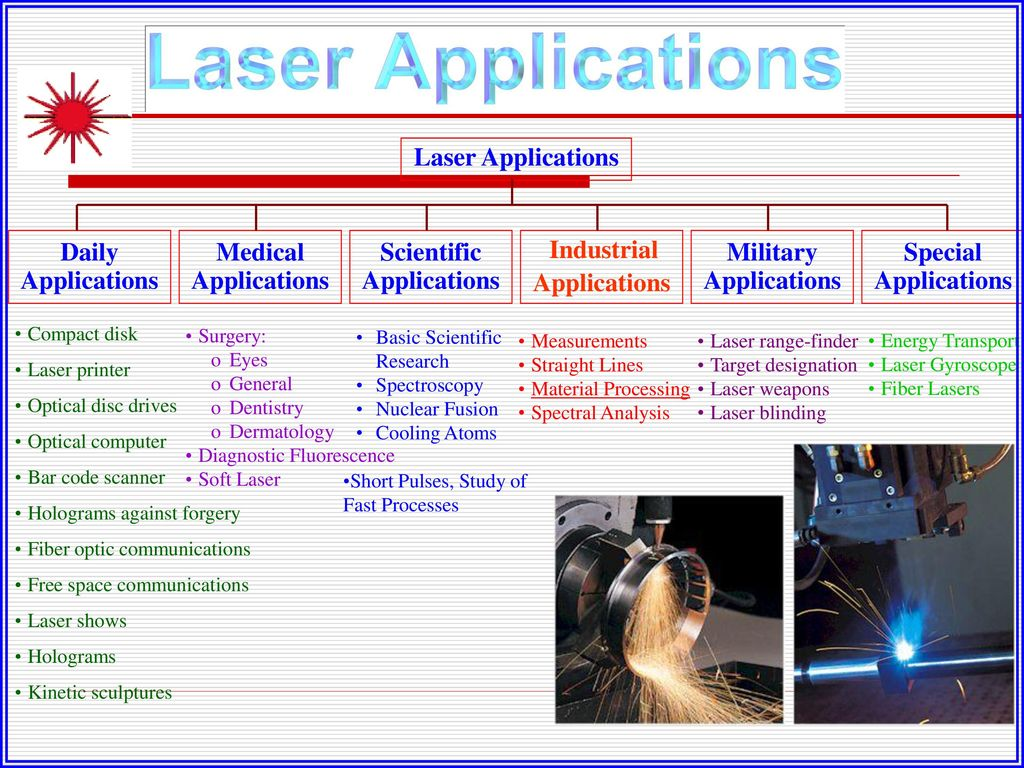 Laser Applications
Laser Applications
Daily
Applications
Medical
Applications
Scientific
Applications
Industrial
Applications
Military
Applications
Special
Applications
• Compact disk
• Laser printer
• Optical disc drives
• Optical computer
• Bar code scanner
• Holograms against forgery
• Fiber optic communications
• Free space communications
• Laser shows
• Holograms
• Kinetic sculptures
• Surgery:
o Eyes
o General
o Dentistry
o Dermatology
• Diagnostic Fluorescence
• Soft Laser
• Basic Scientific
Research
• Spectroscopy
• Nuclear Fusion
• Cooling Atoms
•Short Pulses, Study of
Fast Processes
• Measurements
• Straight Lines
• Material Processing
• Spectral Analysis
• Laser range-finder
• Target designation
• Laser weapons
• Laser blinding
• Energy Transport
• Laser Gyroscope
• Fiber Lasers